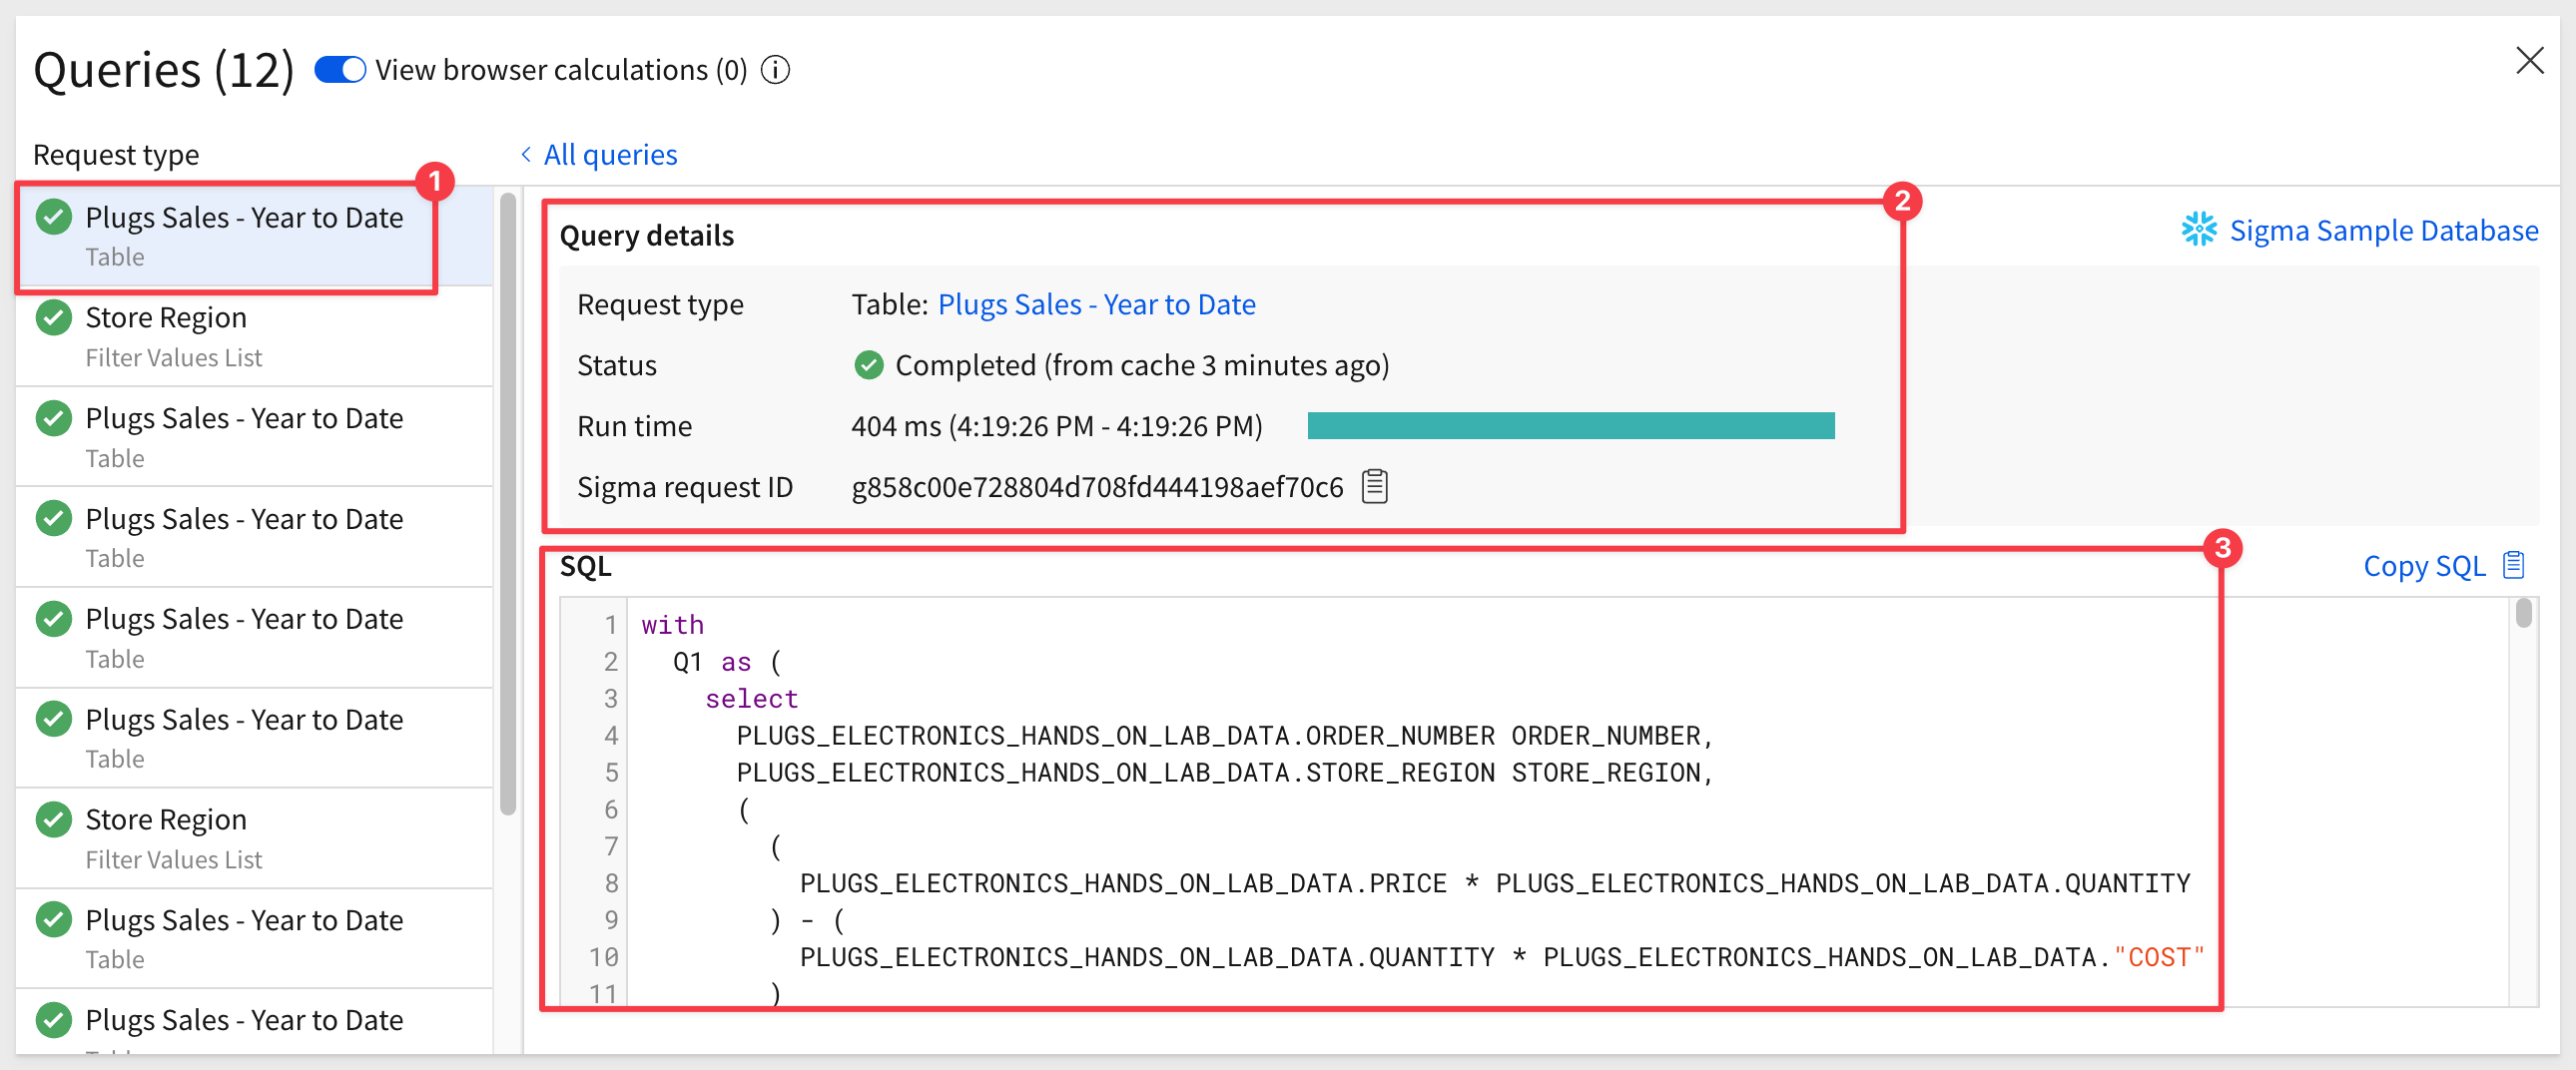 Queries (12) View browser calculations (0)
Request type
< All queries
1
Plugs Sales - Year to Date
Table
Store Region
Filter Values List
Plugs Sales - Year to Date
Table
Plugs Sales - Year to Date
Table
Plugs Sales - Year to Date
Table
Plugs Sales - Year to Date
Table
Store Region
Filter Values List
Plugs Sales - Year to Date
Table
Plugs Sales - Year to Date
2
Query details
Sigma Sample Database
Request type Table: Plugs Sales - Year to Date
Status Completed (from cache 3 minutes ago)
Run time 404 ms (4:19:26 PM - 4:19:26 PM)
Sigma request ID g858c00e728804d708fd444198aef70c6
3
SQL
Copy SQL
1 with
2 Q1 as (
3 select
4 PLUGS_ELECTRONICS_HANDS_ON_LAB_DATA.ORDER_NUMBER ORDER_NUMBER,
5 PLUGS_ELECTRONICS_HANDS_ON_LAB_DATA.STORE_REGION STORE_REGION,
6 (
7 (
8 PLUGS_ELECTRONICS_HANDS_ON_LAB_DATA.PRICE * PLUGS_ELECTRONICS_HANDS_ON_LAB_DATA.QUANTITY
9 ) - (
10 PLUGS_ELECTRONICS_HANDS_ON_LAB_DATA.QUANTITY * PLUGS_ELECTRONICS_HANDS_ON_LAB_DATA."COST"
11 )